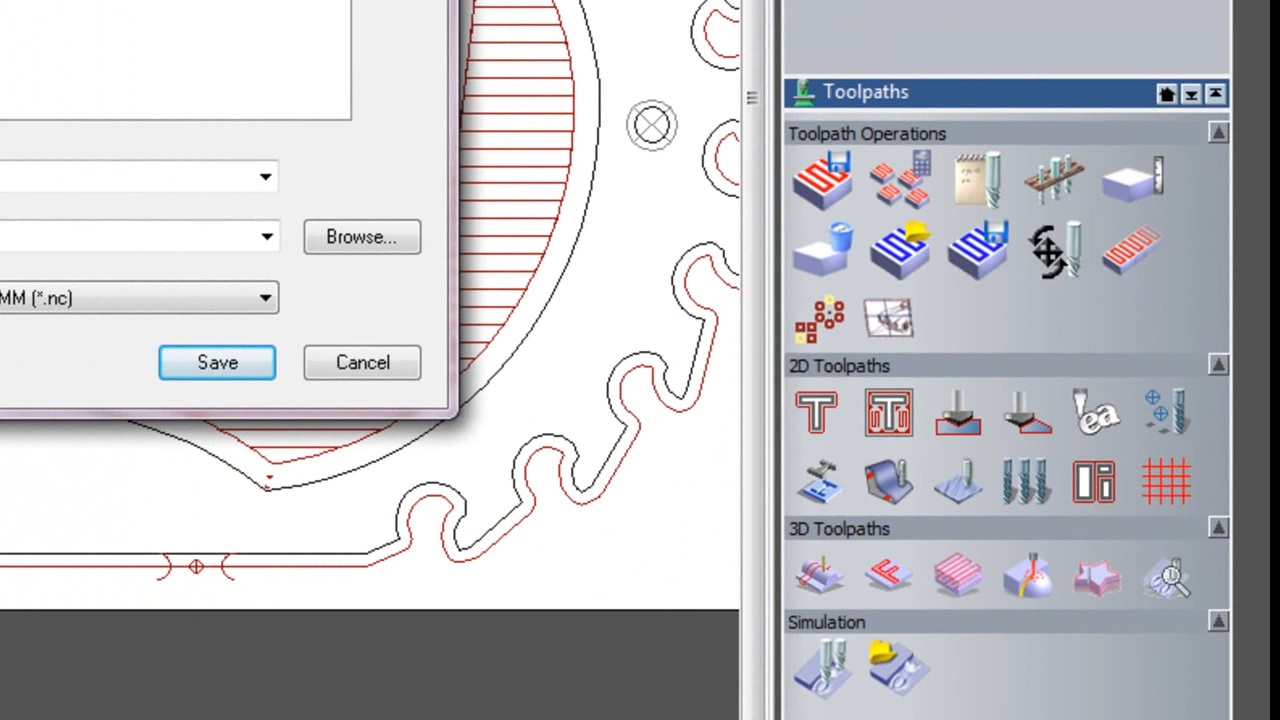 Toolpaths
Toolpath Operations
Browse...
MM (*.nc)
Save
Cancel
2D Toolpaths
3D Toolpaths
Simulation